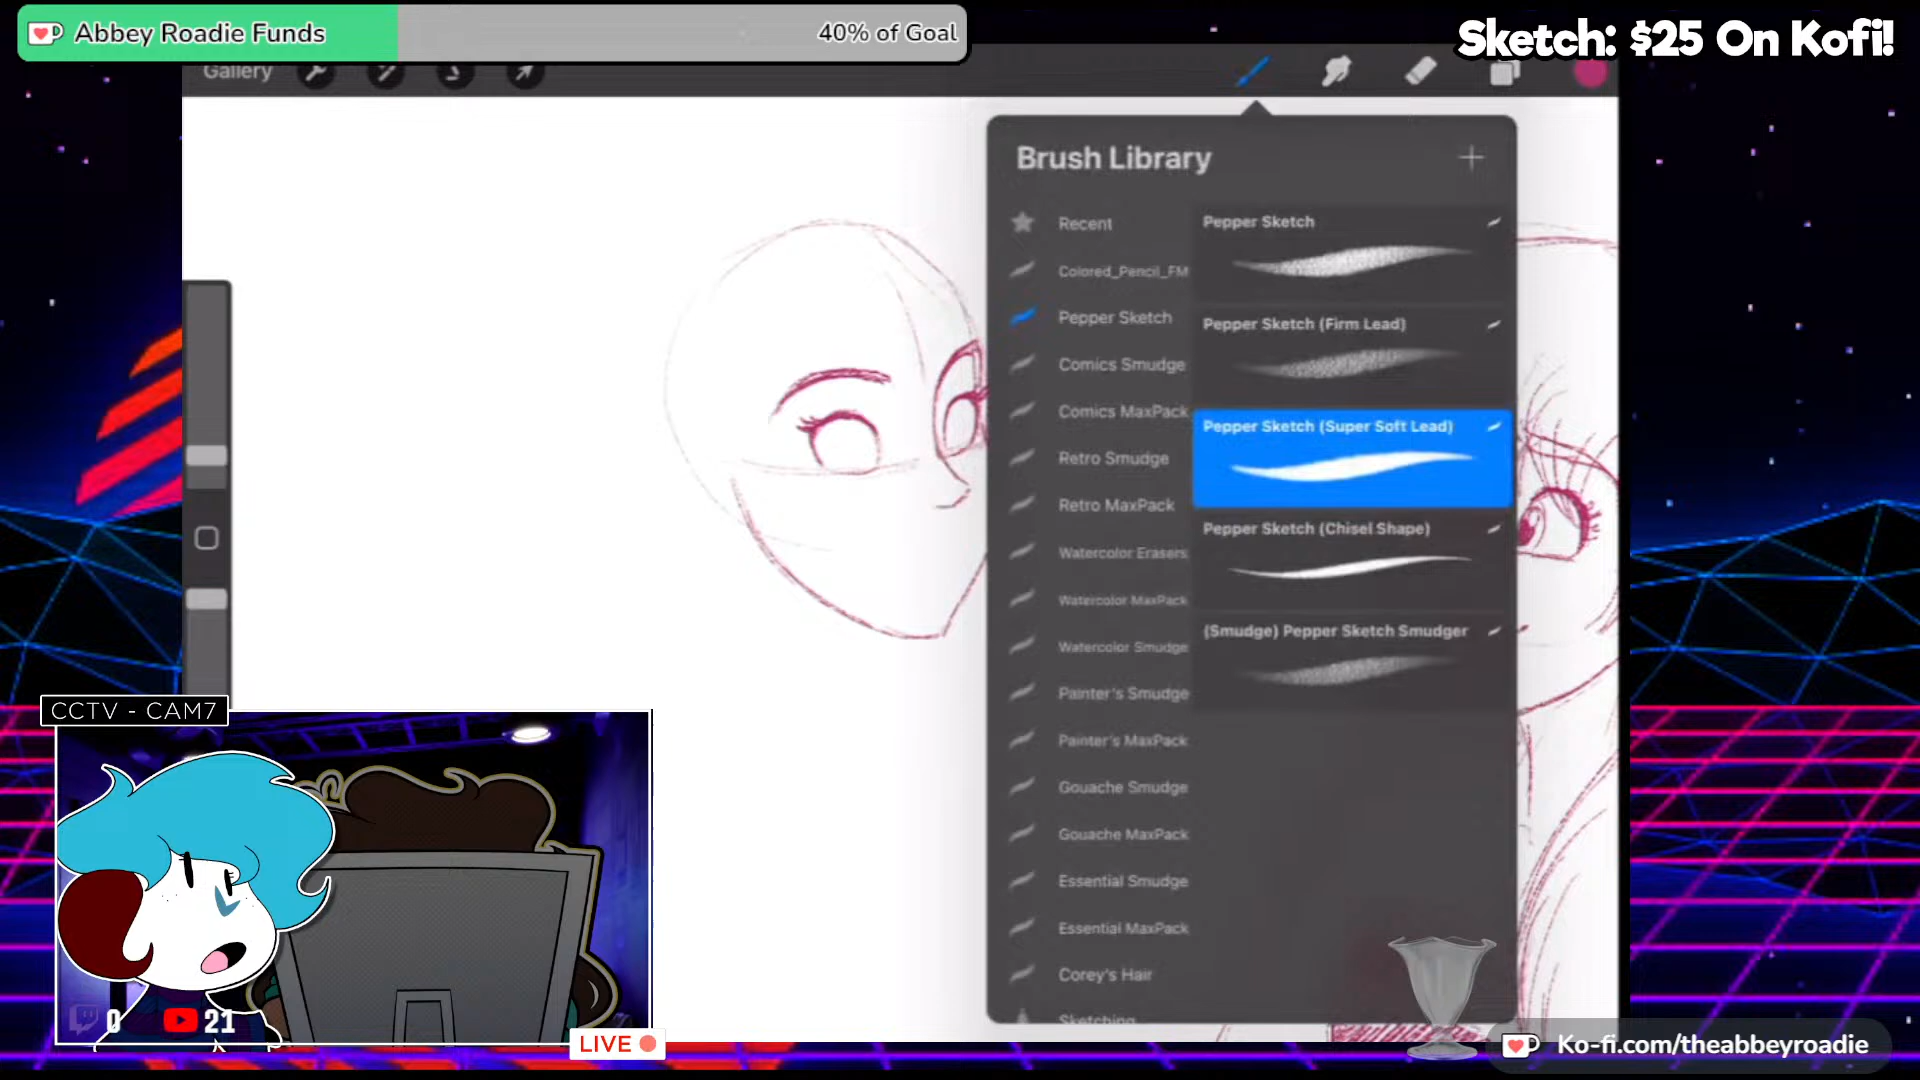 Abbey Roadie Funds
40% of Goal
Sketch: $25 On Kofi!
Gallery
Brush Library
Recent
Colored_Pencil_FM
Pepper Sketch
Comics Smudge
Comics MaxPack
Retro Smudge
Retro MaxPack
Watercolor Erasers
Watercolor MaxPack
Watercolor Smudge
Painter's Smudge
Painter's MaxPack
Gouache Smudge
Gouache MaxPack
Essential Smudge
Essential MaxPack
Corey's Hair
Sketching
Pepper Sketch
Pepper Sketch (Firm Lead)
Pepper Sketch (Super Soft Lead)
Pepper Sketch (Chisel Shape)
(Smudge) Pepper Sketch Smudger
CCTV - CAM7
0
21
LIVE
Ko-fi.com/theabbeyroadie